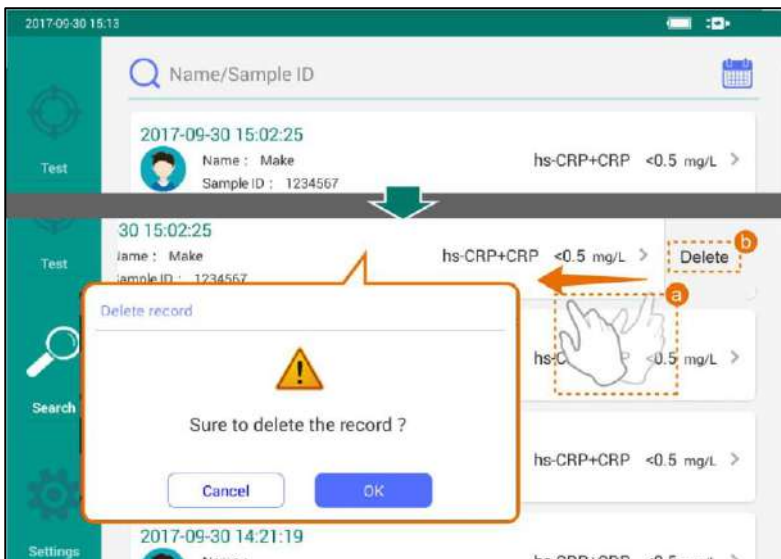 2017-09-30 15:13
Name/Sample ID
2017-09-30 15:02:25
Name : Make
Sample ID : 1234567
hs-CRP+CRP <0.5 mg/L >
Test
30 15:02:25
lame : Make
ample ID : 1234567
hs-CRP+CRP <0.5 mg/L >
Delete
b
a
Test
Delete record
Sure to delete the record ?
Cancel
OK
<0.5 mg/L >
Search
hs-CRP+CRP <0.5 mg/L >
2017-09-30 14:21:19
Settings